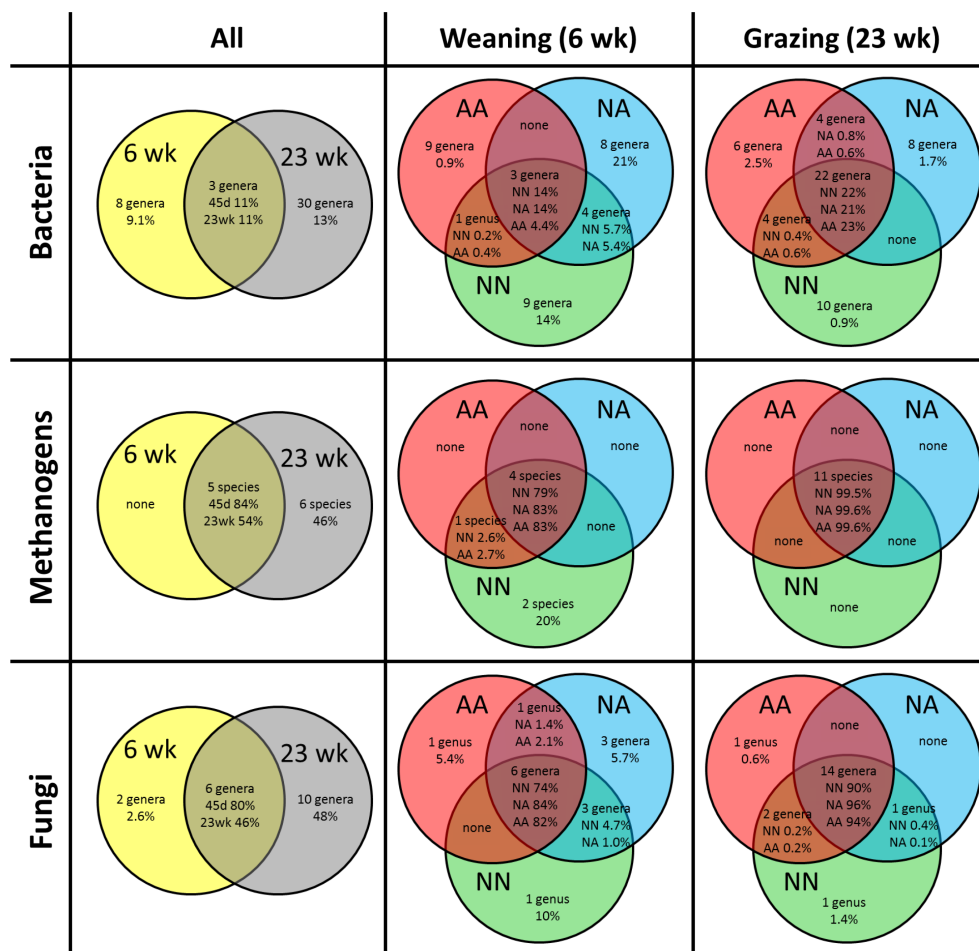 All
Weaning (6 wk)
Grazing (23 wk)
Bacteria
6 wk
23 wk
8 genera
9.1%
3 genera
45d 11%
23wk 11%
30 genera
13%
AA
NA
none
9 genera
0.9%
8 genera
21%
3 genera
NN 14%
NA 14%
AA 4.4%
1 genus
NN 0.2%
AA 0.4%
4 genera
NN 5.7%
NA 5.4%
NN
9 genera
14%
AA
NA
4 genera
NA 0.8%
AA 0.6%
6 genera
2.5%
8 genera
1.7%
22 genera
NN 22%
NA 21%
AA 23%
4 genera
NN 0.4%
AA 0.6%
none
NN
10 genera
0.9%
Methanogens
6 wk
23 wk
none
5 species
45d 84%
23wk 54%
6 species
46%
AA
NA
none
none
none
4 species
NN 79%
NA 83%
AA 83%
1 species
NN 2.6%
AA 2.7%
none
NN
2 species
20%
AA
NA
none
none
none
11 species
NN 99.5%
NA 99.6%
AA 99.6%
none
none
NN
none
Fungi
6 wk
23 wk
2 genera
2.6%
6 genera
45d 80%
23wk 46%
10 genera
48%
AA
NA
1 genus
NA 1.4%
AA 2.1%
1 genus
5.4%
3 genera
5.7%
6 genera
NN 74%
NA 84%
AA 82%
none
3 genera
NN 4.7%
NA 1.0%
NN
1 genus
10%
AA
NA
none
1 genus
0.6%
none
14 genera
NN 90%
NA 96%
AA 94%
2 genera
NN 0.2%
AA 0.2%
1 genus
NN 0.4%
NA 0.1%
NN
1 genus
1.4%